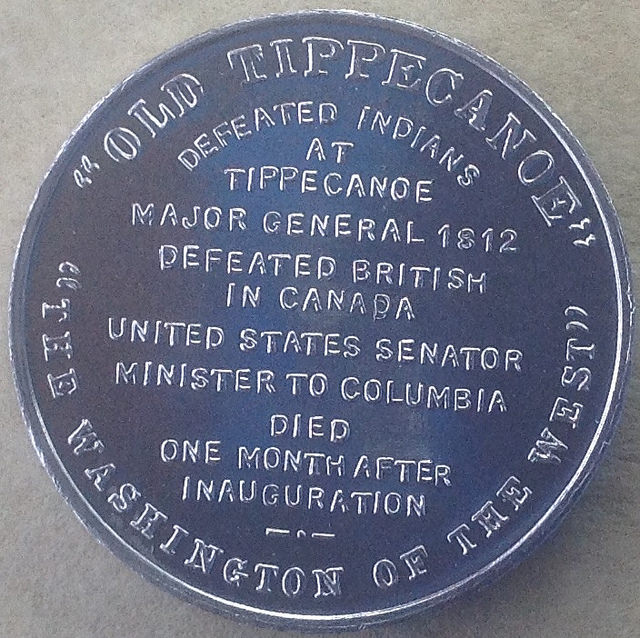 "OLD TIPPECANOE"
DEFEATED INDIANS
AT
TIPPECANOE
MAJOR GENERAL 1812
DEFEATED BRITISH
IN CANADA
UNITED STATES SENATOR
MINISTER TO COLUMBIA
DIED
ONE MONTH AFTER
INAUGURATION
"THE WASHINGTON OF THE WEST"